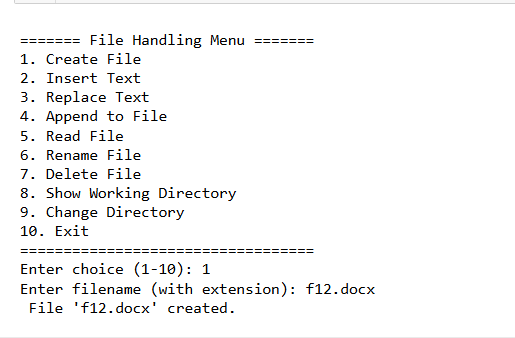 ======= File Handling Menu =======
1. Create File
2. Insert Text
3. Replace Text
4. Append to File
5. Read File
6. Rename File
7. Delete File
8. Show Working Directory
9. Change Directory
10. Exit
==================================
Enter choice (1-10): 1
Enter filename (with extension): f12.docx
 File 'f12.docx' created.